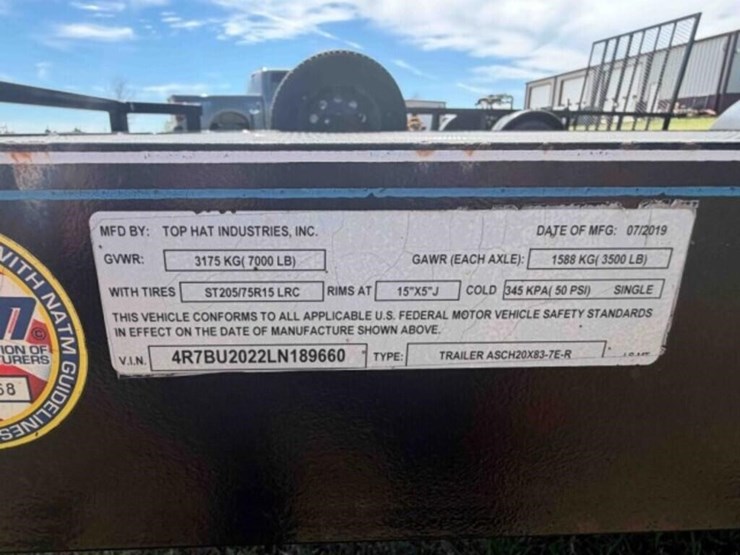 MFD BY: TOP HAT INDUSTRIES, INC. DATE OF MFG: 07/2019
GVWR: 3175 KG( 7000 LB) GAWR (EACH AXLE): 1588 KG( 3500 LB)
WITH TIRES ST205/75R15 LRC RIMS AT 15"X5"J COLD 345 KPA( 50 PSI) SINGLE
THIS VEHICLE CONFORMS TO ALL APPLICABLE U.S. FEDERAL MOTOR VEHICLE SAFETY STANDARDS
IN EFFECT ON THE DATE OF MANUFACTURE SHOWN ABOVE.
V.I.N. 4R7BU2022LN189660 TYPE: TRAILER ASCH20X83-7E-R
WITH NATM GUIDELINES